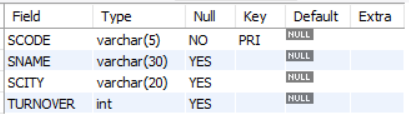 Field Type Null Key Default Extra
SCODE varchar(5) NO PRI NULL
SNAME varchar(30) YES NULL
SCITY varchar(20) YES NULL
TURNOVER int YES NULL